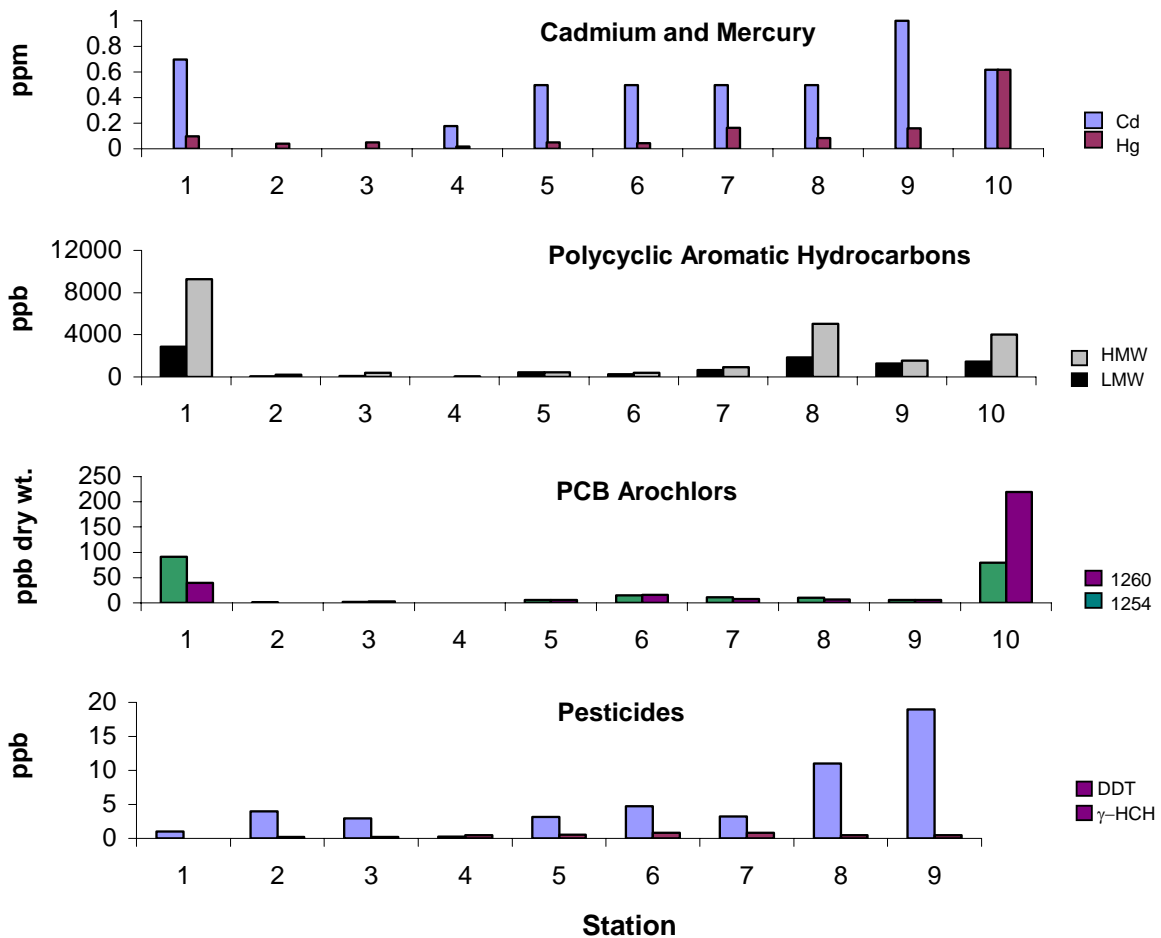 Cadmium and Mercury
ppm
1
0.8
0.6
0.4
0.2
0
1 2 3 4 5 6 7 8 9 10
Cd
Hg
Polycyclic Aromatic Hydrocarbons
ppb
12000
8000
4000
0
1 2 3 4 5 6 7 8 9 10
HMW
LMW
PCB Arochlors
ppb dry wt.
250
200
150
100
50
0
1 2 3 4 5 6 7 8 9 10
1260
1254
Pesticides
ppb
20
15
10
5
0
1 2 3 4 5 6 7 8 9
DDT
γ–HCH
Station